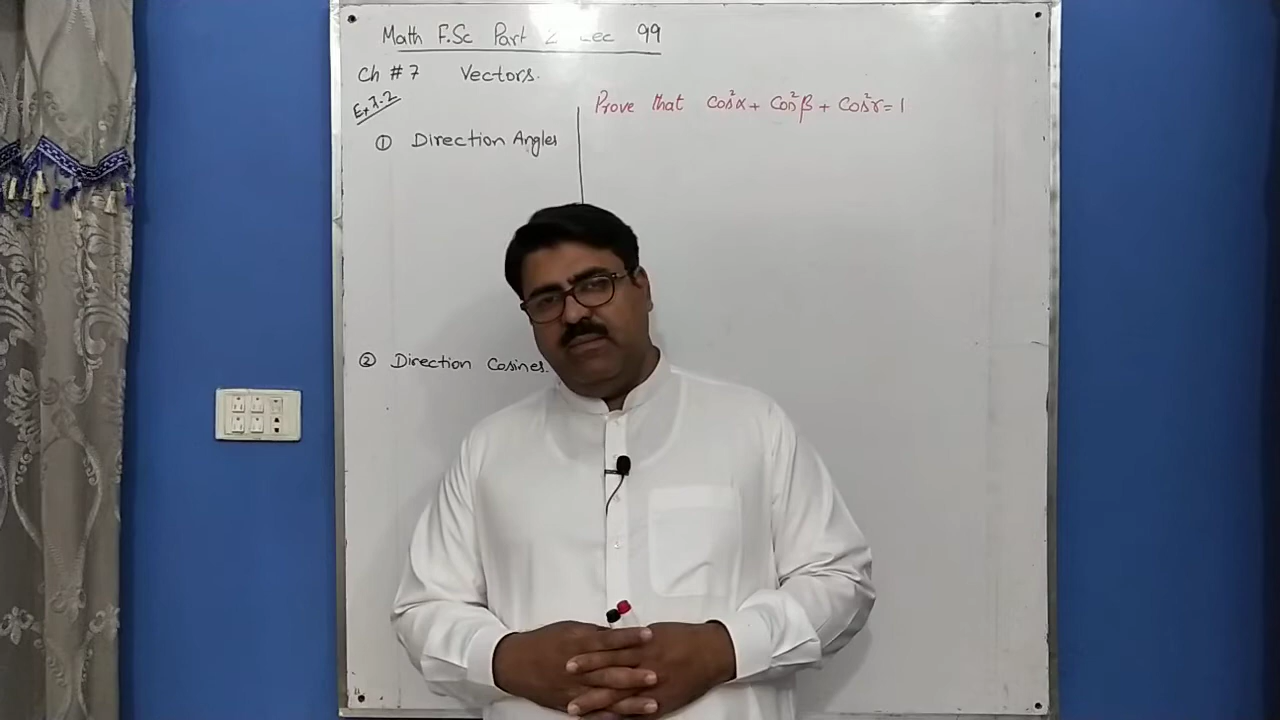 Math F.Sc Part 2 Lec 99
Ch # 7 Vectors.
Ex 7.2
① Direction Angles
② Direction Cosines.
Prove that Cos²α + Cos²β + Cos²γ = 1